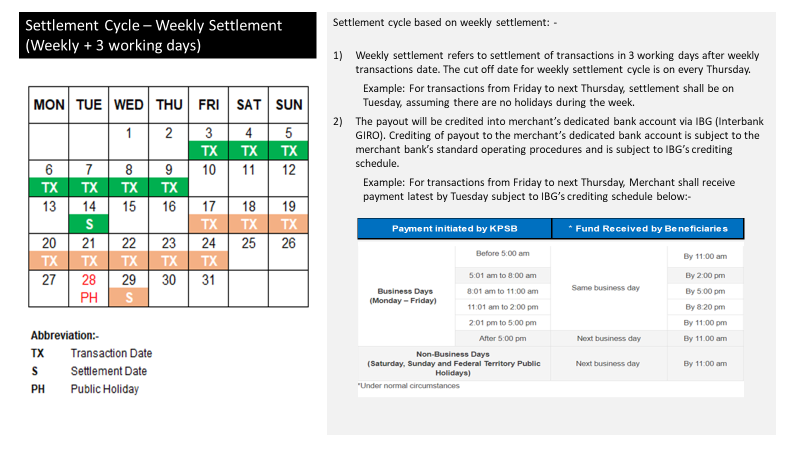 Settlement Cycle – Weekly Settlement
(Weekly + 3 working days)
MON TUE WED THU FRI SAT SUN
1 2 3 4 5
TX TX TX
6 7 8 9 10 11 12
TX TX TX TX
13 14 15 16 17 18 19
S TX TX TX
20 21 22 23 24 25 26
TX TX TX TX TX
27 28 29 30 31
PH S
Abbreviation:-
TX Transaction Date
S Settlement Date
PH Public Holiday
Settlement cycle based on weekly settlement: -
1) Weekly settlement refers to settlement of transactions in 3 working days after weekly
transactions date. The cut off date for weekly settlement cycle is on every Thursday.
Example: For transactions from Friday to next Thursday, settlement shall be on
Tuesday, assuming there are no holidays during the week.
2) The payout will be credited into merchant's dedicated bank account via IBG (Interbank
GIRO). Crediting of payout to the merchant's dedicated bank account is subject to the
merchant bank's standard operating procedures and is subject to IBG's crediting
schedule.
Example: For transactions from Friday to next Thursday, Merchant shall receive
payment latest by Tuesday subject to IBG's crediting schedule below:-
Payment initiated by KPSB * Fund Received by Beneficiaries
Business Days
(Monday – Friday)
Before 5:00 am
5:01 am to 8:00 am
8:01 am to 11:00 am
11:01 am to 2:00 pm
2:01 pm to 5:00 pm
After 5:00 pm
Same business day
Next business day
By 11:00 am
By 2:00 pm
By 5:00 pm
By 8:20 pm
By 11:00 pm
By 11.00 am
Non-Business Days
(Saturday, Sunday and Federal Territory Public
Holidays)
Next business day
By 11:00 am
*Under normal circumstances